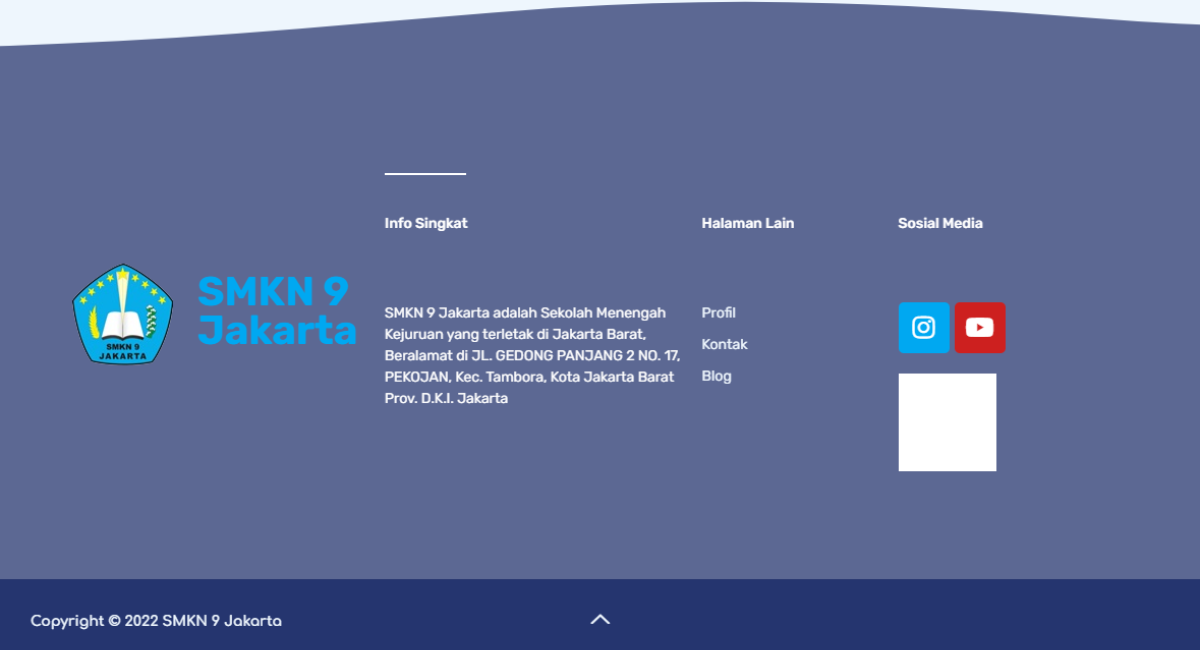 SMKN 9
JAKARTA
SMKN 9
Jakarta
Info Singkat
SMKN 9 Jakarta adalah Sekolah Menengah
Kejuruan yang terletak di Jakarta Barat,
Beralamat di JL. GEDONG PANJANG 2 NO. 17,
PEKOJAN, Kec. Tambora, Kota Jakarta Barat
Prov. D.K.I. Jakarta
Halaman Lain
Profil
Kontak
Blog
Sosial Media
Copyright © 2022 SMKN 9 Jakarta